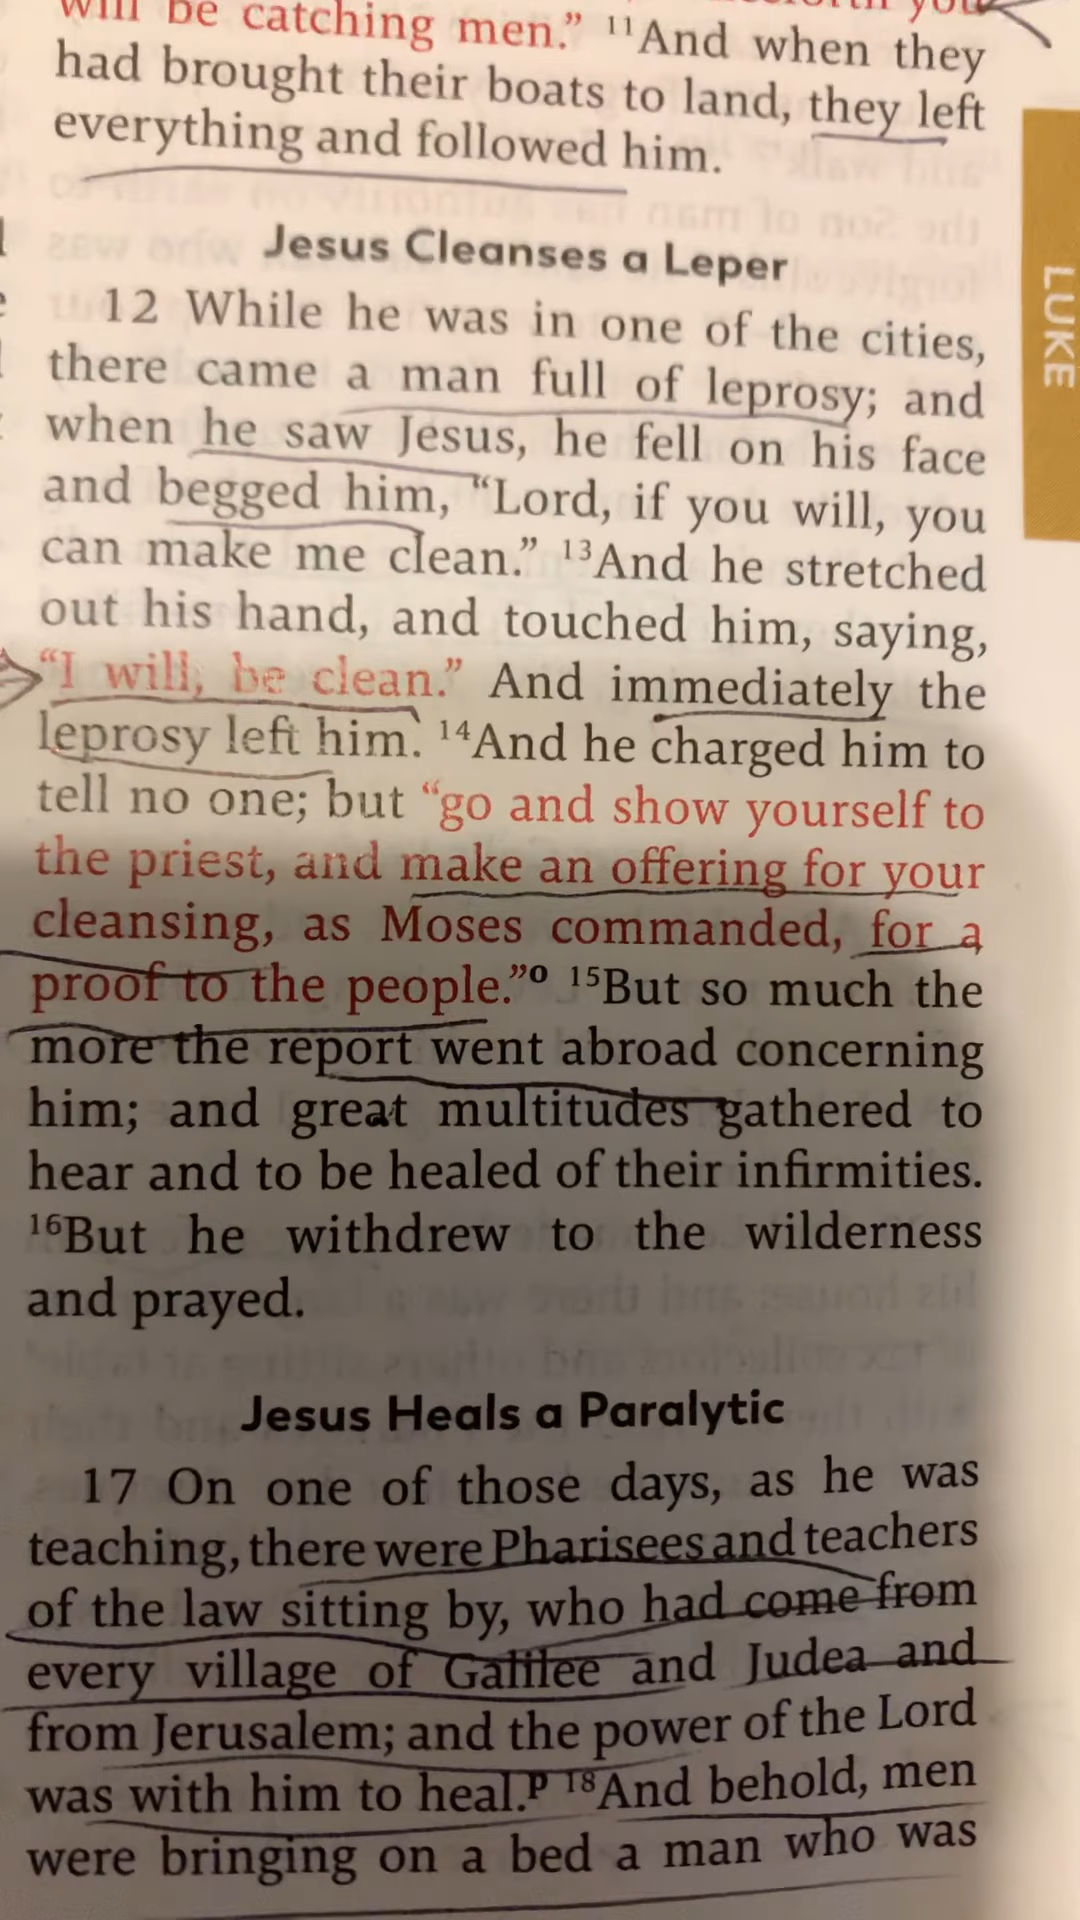 will be catching men.” ¹¹And when they
had brought their boats to land, they left
everything and followed him.
Jesus Cleanses a Leper
12 While he was in one of the cities,
there came a man full of leprosy; and
when he saw Jesus, he fell on his face
and begged him, “Lord, if you will, you
can make me clean.” ¹³And he stretched
out his hand, and touched him, saying,
“I will; be clean.” And immediately the
leprosy left him. ¹⁴And he charged him to
tell no one; but “go and show yourself to
the priest, and make an offering for your
cleansing, as Moses commanded, for a
proof to the people.”º ¹⁵But so much the
more the report went abroad concerning
him; and great multitudes gathered to
hear and to be healed of their infirmities.
¹⁶But he withdrew to the wilderness
and prayed.
Jesus Heals a Paralytic
17 On one of those days, as he was
teaching, there were Pharisees and teachers
of the law sitting by, who had come from
every village of Galilee and Judea and
from Jerusalem; and the power of the Lord
was with him to heal.ᵖ ¹⁸And behold, men
were bringing on a bed a man who was
LUKE